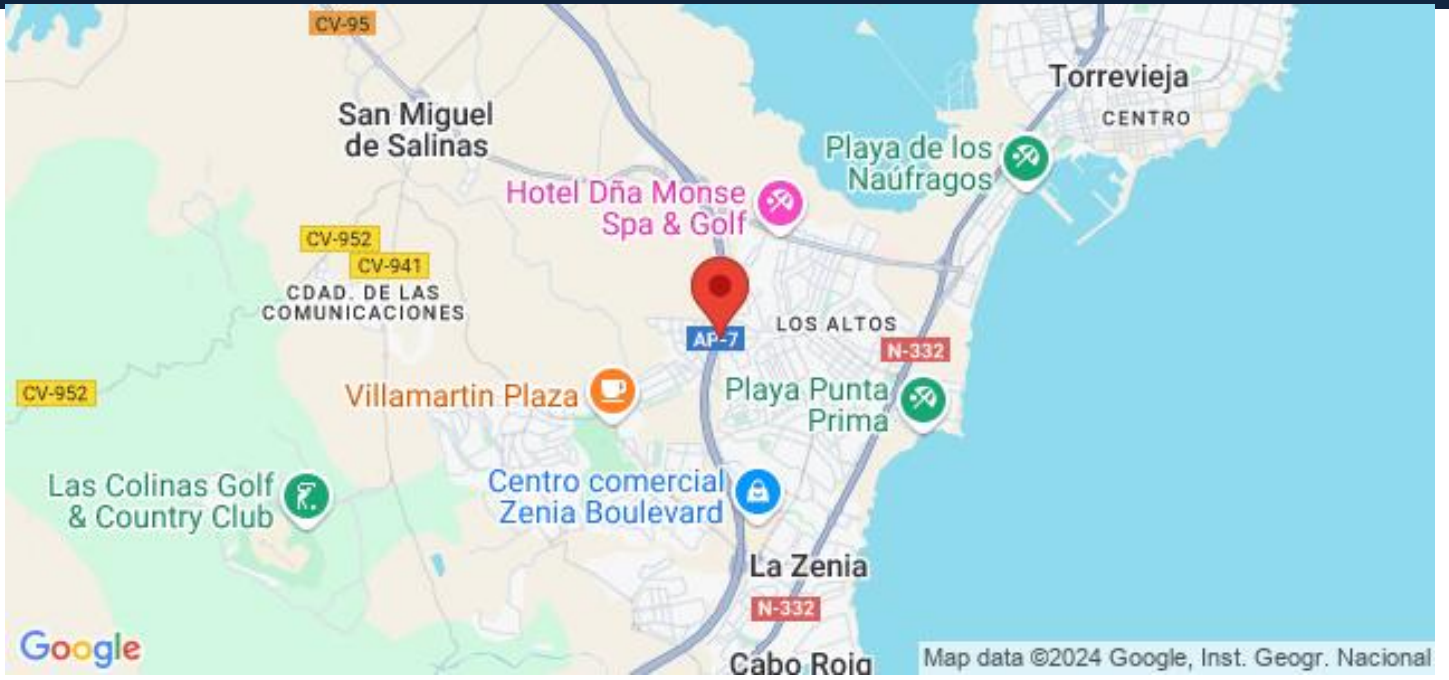 CV-95
San Miguel
de Salinas
Torrevieja
CENTRO
Playa de los
Naúfragos
Hotel Dña Monse
Spa & Golf
CV-952
CV-941
CDAD. DE LAS
COMUNICACIONES
LOS ALTOS
AP-7
N-332
CV-952
Villamartin Plaza
Playa Punta
Prima
Las Colinas Golf
& Country Club
Centro comercial
Zenia Boulevard
La Zenia
N-332
Cabo Roig
Google
Map data ©2024 Google, Inst. Geogr. Nacional